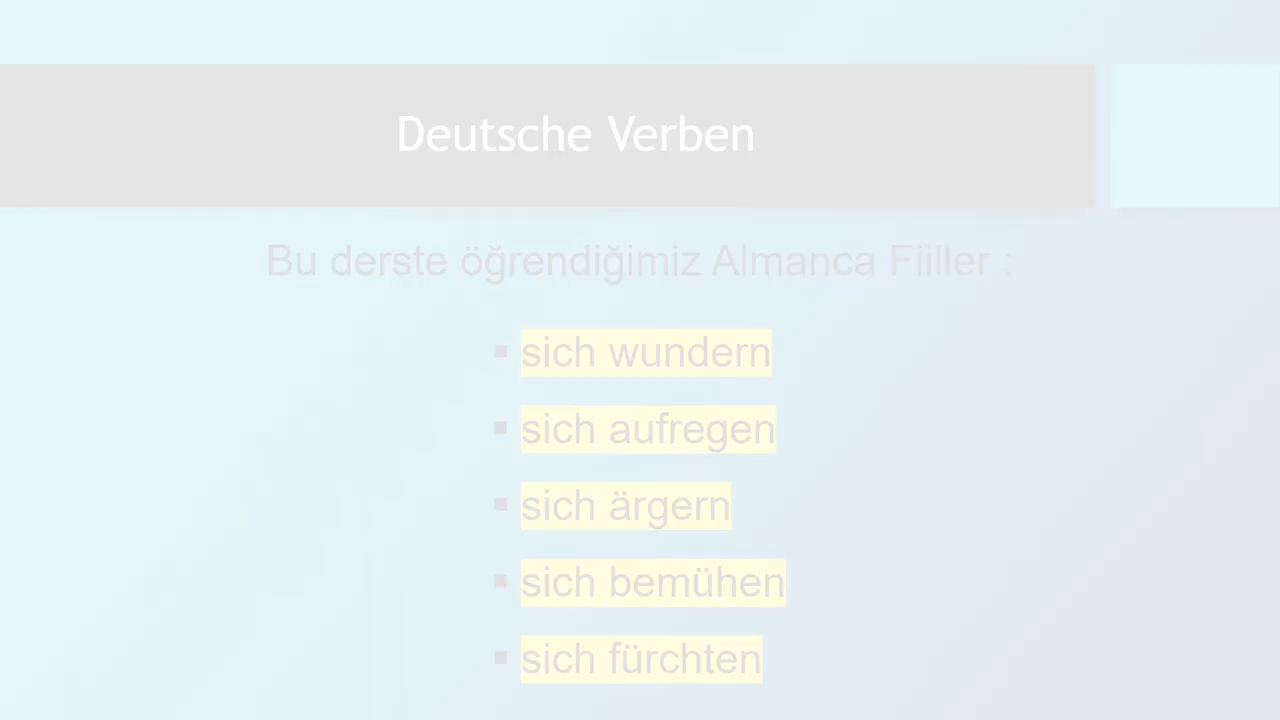 Deutsche Verben
Bu derste öğrendiğimiz Almanca Fiiller :
▪ sich wundern
▪ sich aufregen
▪ sich ärgern
▪ sich bemühen
▪ sich fürchten